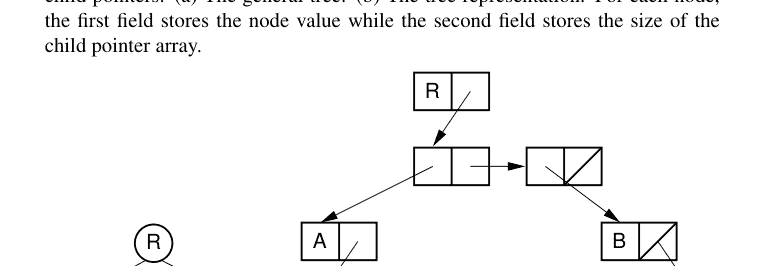 child pointers. (a) The general tree. (b) The tree representation. For each node,
the first field stores the node value while the second field stores the size of the
child pointer array.
R
R
A
B